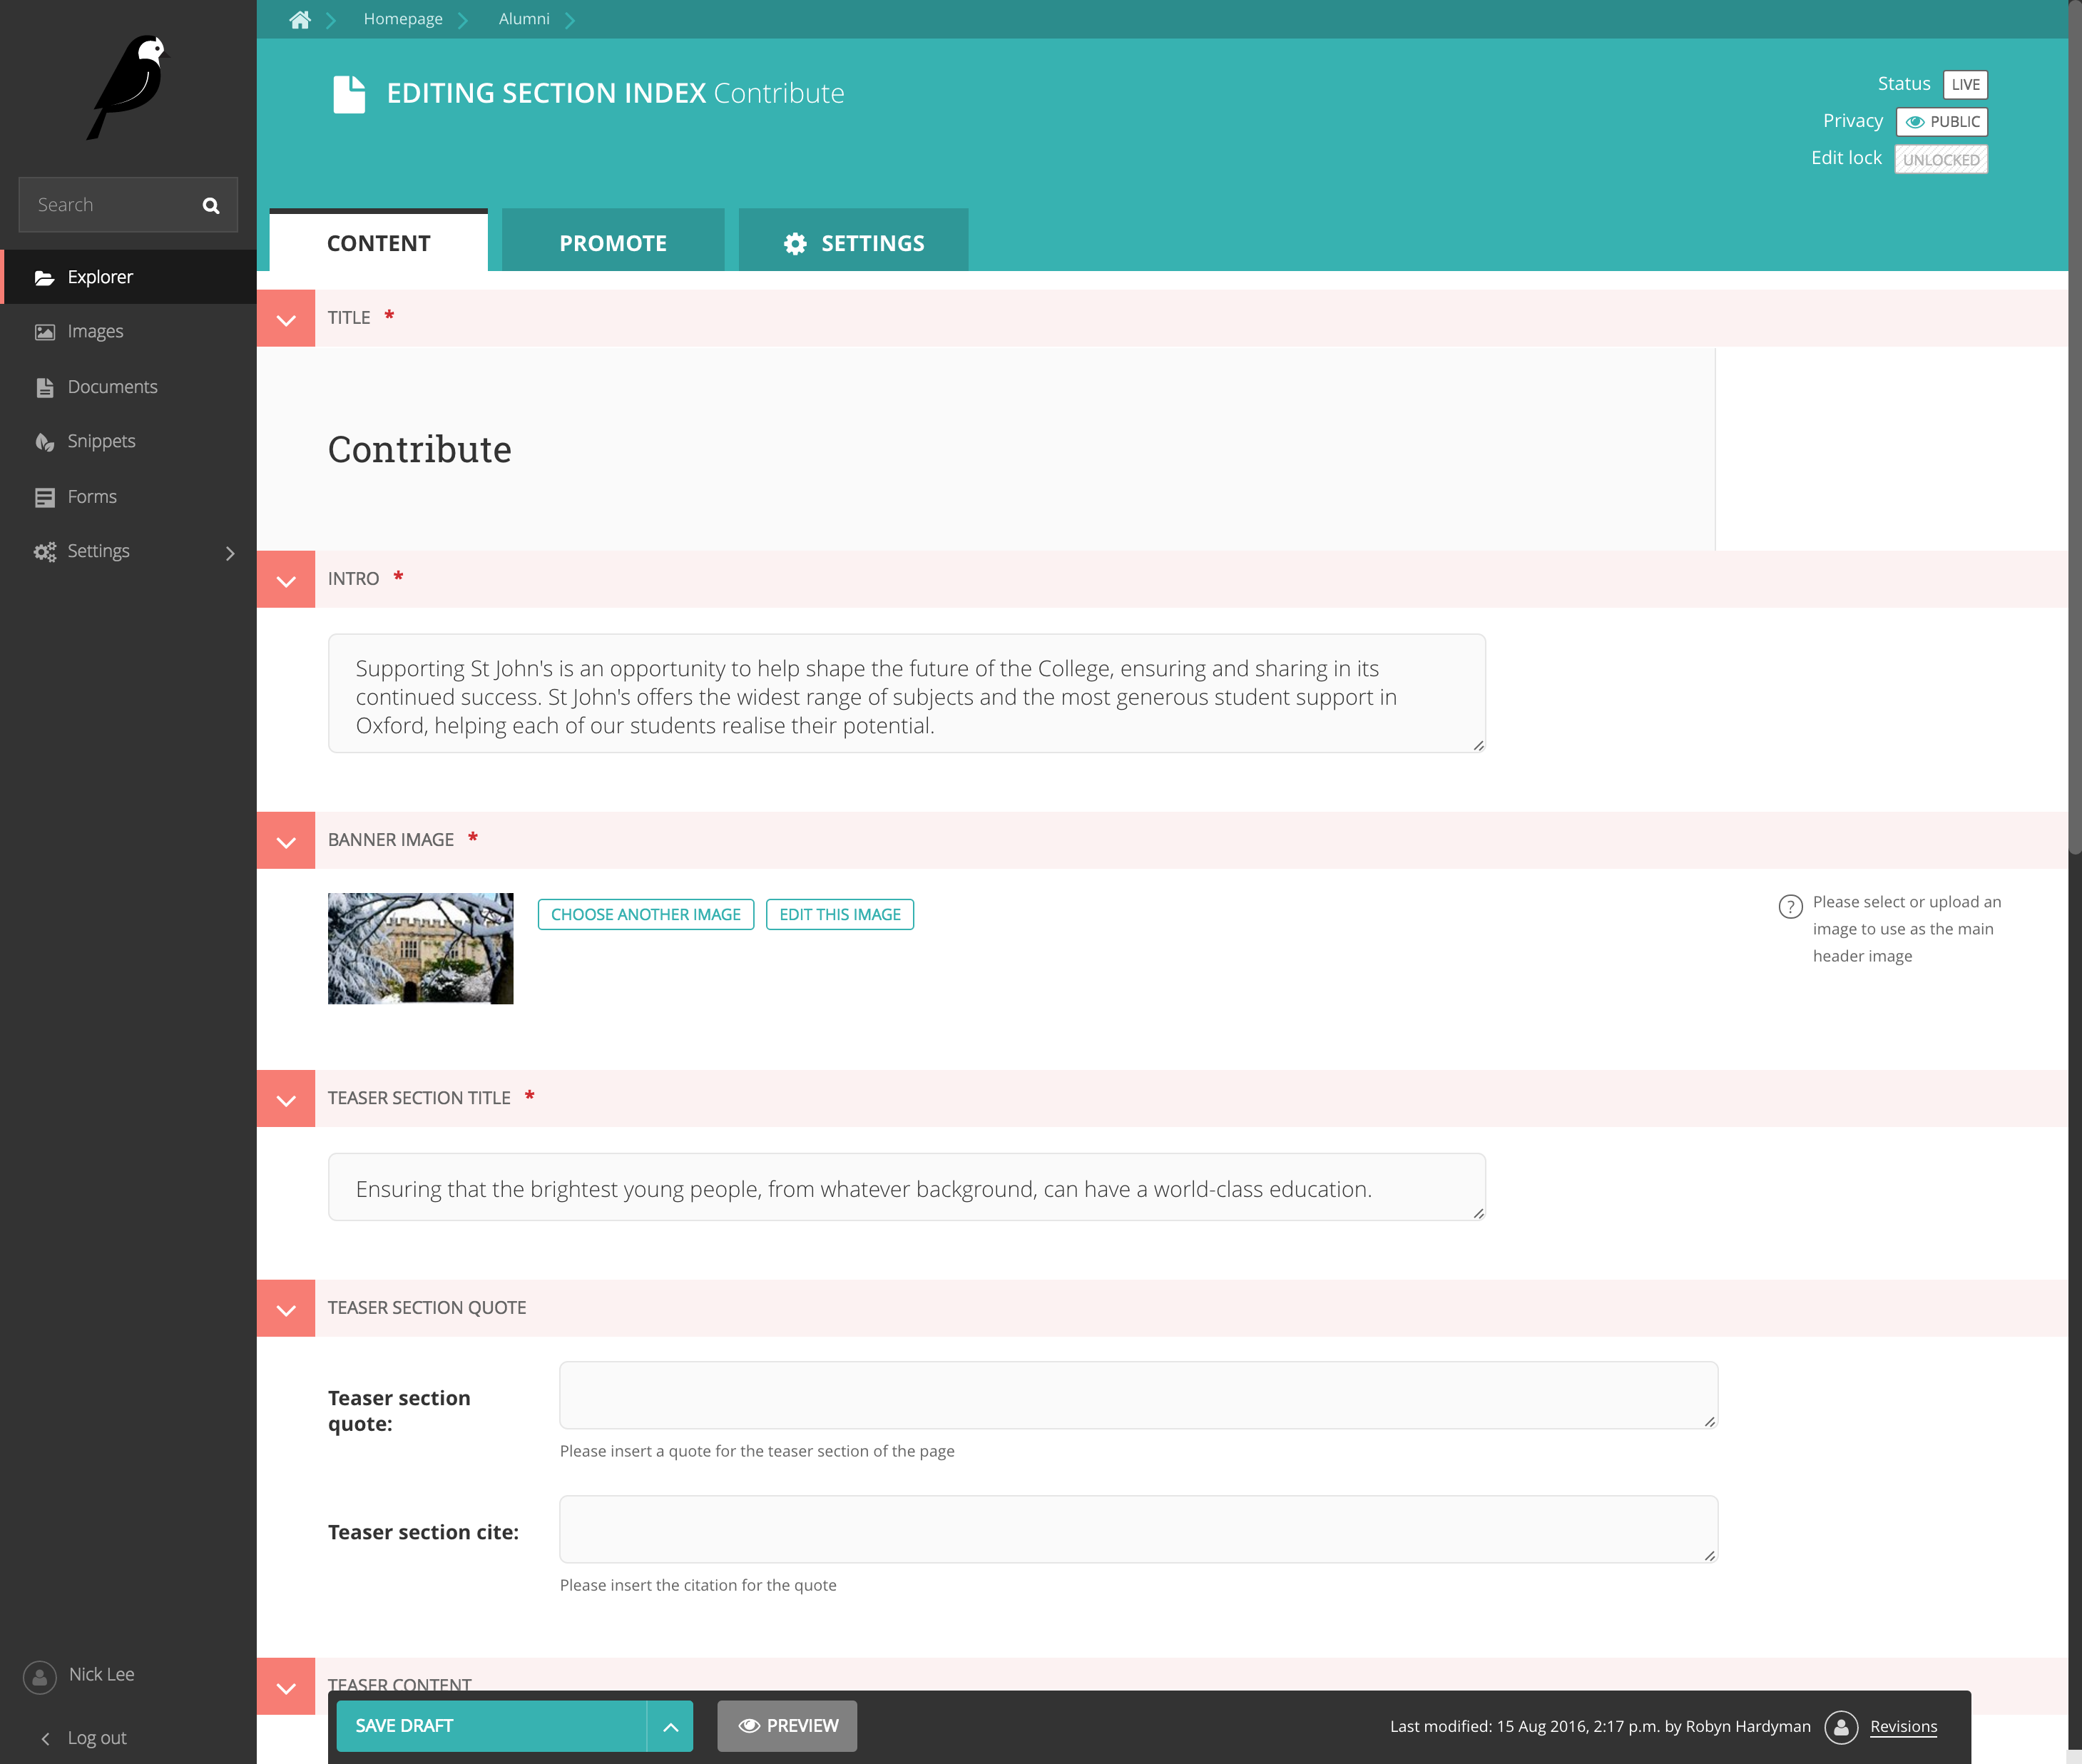 Homepage
Alumni
EDITING SECTION INDEX Contribute
Status LIVE
Privacy PUBLIC
Edit lock UNLOCKED
Search
Explorer
Images
Documents
Snippets
Forms
Settings
CONTENT
PROMOTE
SETTINGS
TITLE *
Contribute
INTRO *
Supporting St John's is an opportunity to help shape the future of the College, ensuring and sharing in its
continued success. St John's offers the widest range of subjects and the most generous student support in
Oxford, helping each of our students realise their potential.
BANNER IMAGE *
CHOOSE ANOTHER IMAGE
EDIT THIS IMAGE
? Please select or upload an
image to use as the main
header image
TEASER SECTION TITLE *
Ensuring that the brightest young people, from whatever background, can have a world-class education.
TEASER SECTION QUOTE
Teaser section
quote:
Please insert a quote for the teaser section of the page
Teaser section cite:
Please insert the citation for the quote
TEASER CONTENT
Nick Lee
Log out
SAVE DRAFT
PREVIEW
Last modified: 15 Aug 2016, 2:17 p.m. by Robyn Hardyman
Revisions